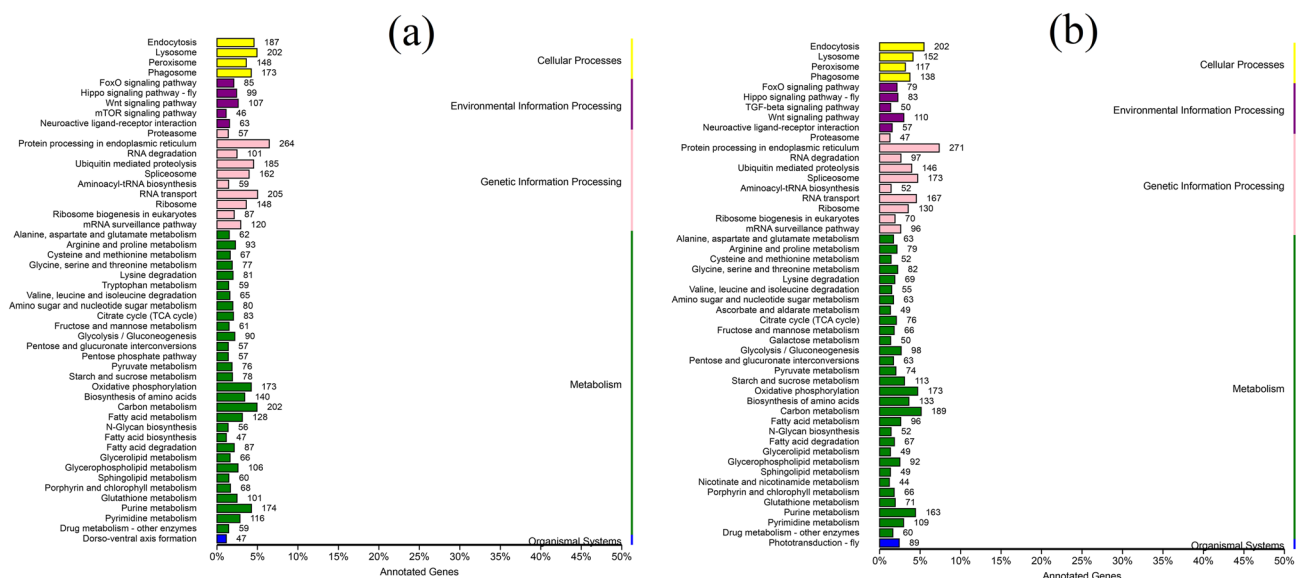 (a)
Endocytosis 187
Lysosome 202
Peroxisome 148
Cellular Processes
Phagosome 173
FoxO signaling pathway 85
Hippo signaling pathway - fly 99
Wnt signaling pathway 107
Environmental Information Processing
mTOR signaling pathway 46
Neuroactive ligand-receptor interaction 63
Proteasome 57
Protein processing in endoplasmic reticulum 264
RNA degradation 101
Ubiquitin mediated proteolysis 185
Spliceosome 162
Genetic Information Processing
Aminoacyl-tRNA biosynthesis 59
RNA transport 205
Ribosome 148
Ribosome biogenesis in eukaryotes 87
mRNA surveillance pathway 120
Alanine, aspartate and glutamate metabolism 62
Arginine and proline metabolism 93
Cysteine and methionine metabolism 67
Glycine, serine and threonine metabolism 77
Lysine degradation 81
Tryptophan metabolism 59
Valine, leucine and isoleucine degradation 65
Amino sugar and nucleotide sugar metabolism 80
Citrate cycle (TCA cycle) 83
Fructose and mannose metabolism 61
Glycolysis / Gluconeogenesis 90
Pentose and glucuronate interconversions 57
Pentose phosphate pathway 57
Pyruvate metabolism 76
Starch and sucrose metabolism 78
Oxidative phosphorylation 173
Metabolism
Biosynthesis of amino acids 140
Carbon metabolism 202
Fatty acid metabolism 128
N-Glycan biosynthesis 56
Fatty acid biosynthesis 47
Fatty acid degradation 87
Glycerolipid metabolism 66
Glycerophospholipid metabolism 106
Sphingolipid metabolism 60
Porphyrin and chlorophyll metabolism 68
Glutathione metabolism 101
Purine metabolism 174
Pyrimidine metabolism 116
Drug metabolism - other enzymes 59
Dorso-ventral axis formation 47
Organismal Systems
0% 5% 10% 15% 20% 25% 30% 35% 40% 45% 50%
Annotated Genes
(b)
Endocytosis 202
Lysosome 152
Cellular Processes
Peroxisome 117
Phagosome 138
FoxO signaling pathway 79
Hippo signaling pathway - fly 83
TGF-beta signaling pathway 50
Environmental Information Processing
Wnt signaling pathway 110
Neuroactive ligand-receptor interaction 57
Proteasome 47
Protein processing in endoplasmic reticulum 271
RNA degradation 97
Ubiquitin mediated proteolysis 146
Spliceosome 173
Genetic Information Processing
Aminoacyl-tRNA biosynthesis 52
RNA transport 167
Ribosome 130
Ribosome biogenesis in eukaryotes 70
mRNA surveillance pathway 96
Alanine, aspartate and glutamate metabolism 63
Arginine and proline metabolism 79
Cysteine and methionine metabolism 52
Glycine, serine and threonine metabolism 82
Lysine degradation 69
Valine, leucine and isoleucine degradation 55
Amino sugar and nucleotide sugar metabolism 63
Ascorbate and aldarate metabolism 49
Citrate cycle (TCA cycle) 76
Fructose and mannose metabolism 66
Galactose metabolism 50
Glycolysis / Gluconeogenesis 98
Pentose and glucuronate interconversions 63
Pyruvate metabolism 74
Starch and sucrose metabolism 113
Oxidative phosphorylation 173
Metabolism
Biosynthesis of amino acids 133
Carbon metabolism 189
Fatty acid metabolism 96
N-Glycan biosynthesis 52
Fatty acid degradation 67
Glycerolipid metabolism 49
Glycerophospholipid metabolism 92
Sphingolipid metabolism 49
Nicotinate and nicotinamide metabolism 44
Porphyrin and chlorophyll metabolism 66
Glutathione metabolism 71
Purine metabolism 163
Pyrimidine metabolism 109
Drug metabolism - other enzymes 60
Phototransduction - fly 89
Organismal Systems
0% 5% 10% 15% 20% 25% 30% 35% 40% 45% 50%
Annotated Genes